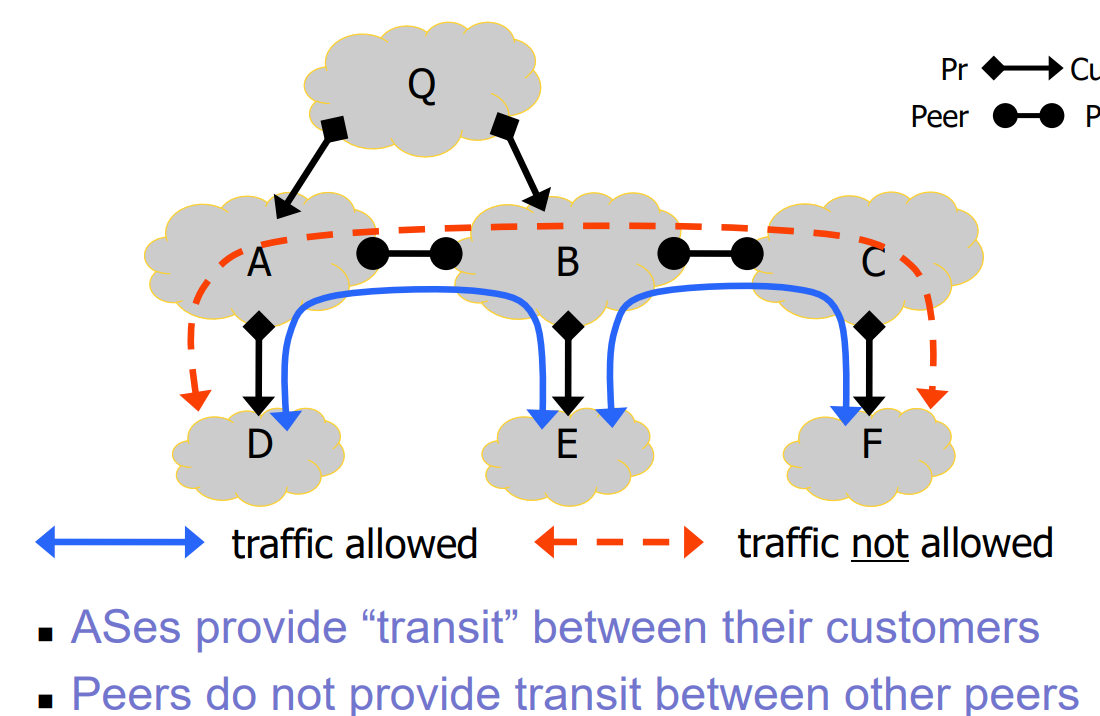 Q
Pr Cu
Peer P
A B C
D E F
traffic allowed traffic not allowed
▪ ASes provide “transit” between their customers
▪ Peers do not provide transit between other peers